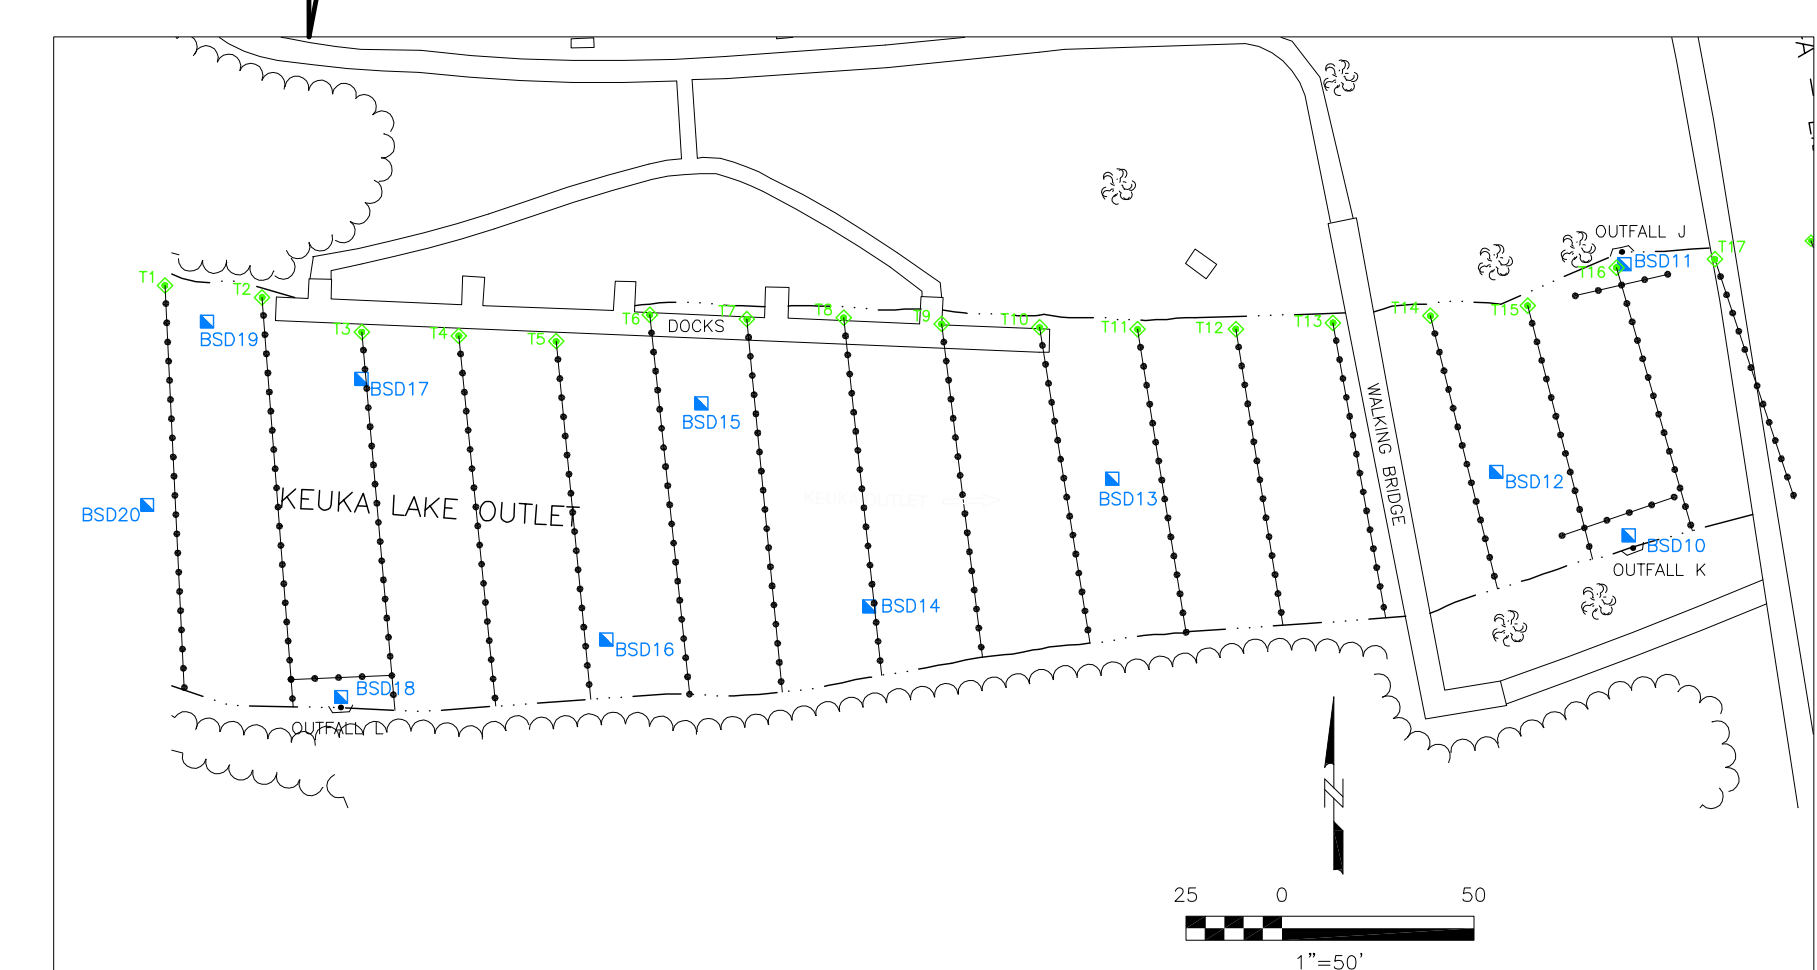 OUTFALL J
T17
BSD11
T16
T1
T2
T3
T4
T5
T6
DOCKS
T7
T8
T9
T10
T11
T12
T13
T14
T15
BSD19
BSD17
BSD15
WALKING BRIDGE
BSD20
KEUKA LAKE OUTLET
KEUKA OUTLET
BSD13
BSD12
BSD10
OUTFALL K
BSD14
BSD16
BSD18
OUTFALL L
N
25 0 50
1"=50'